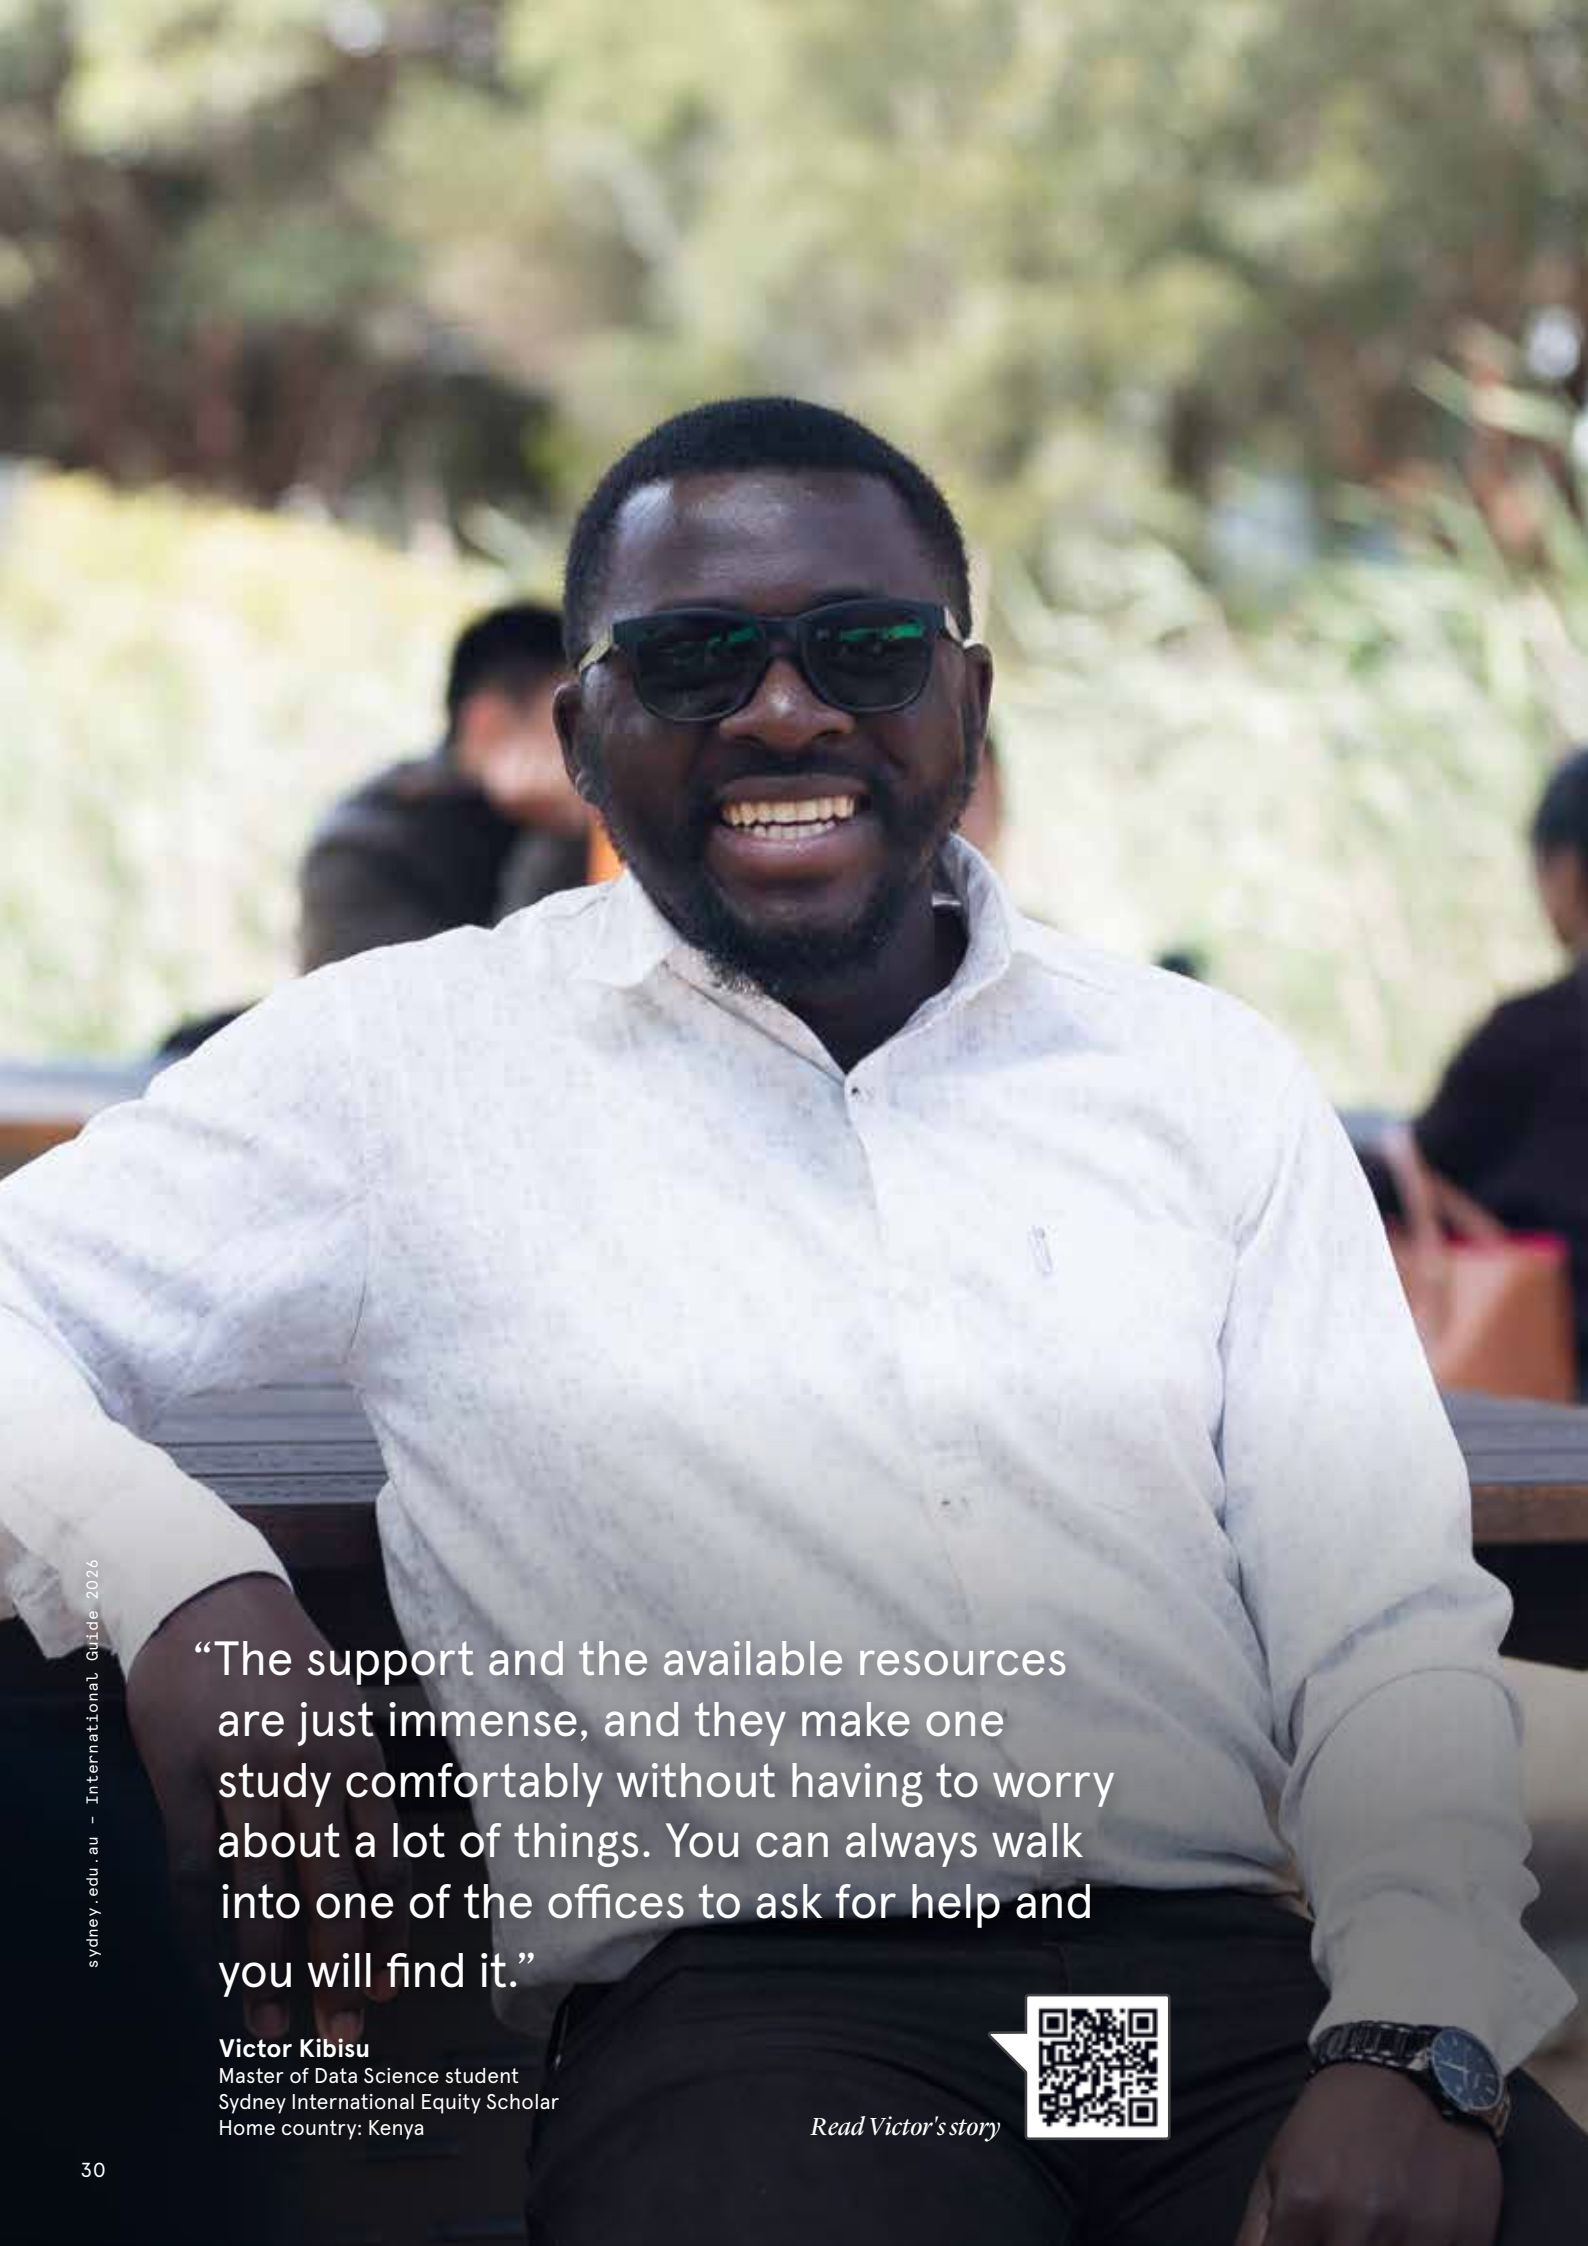 sydney.edu.au – International Guide 2026
“The support and the available resources
are just immense, and they make one
study comfortably without having to worry
about a lot of things. You can always walk
into one of the offices to ask for help and
you will find it.”
Victor Kibisu
Master of Data Science student
Sydney International Equity Scholar
Home country: Kenya
Read Victor's story
30